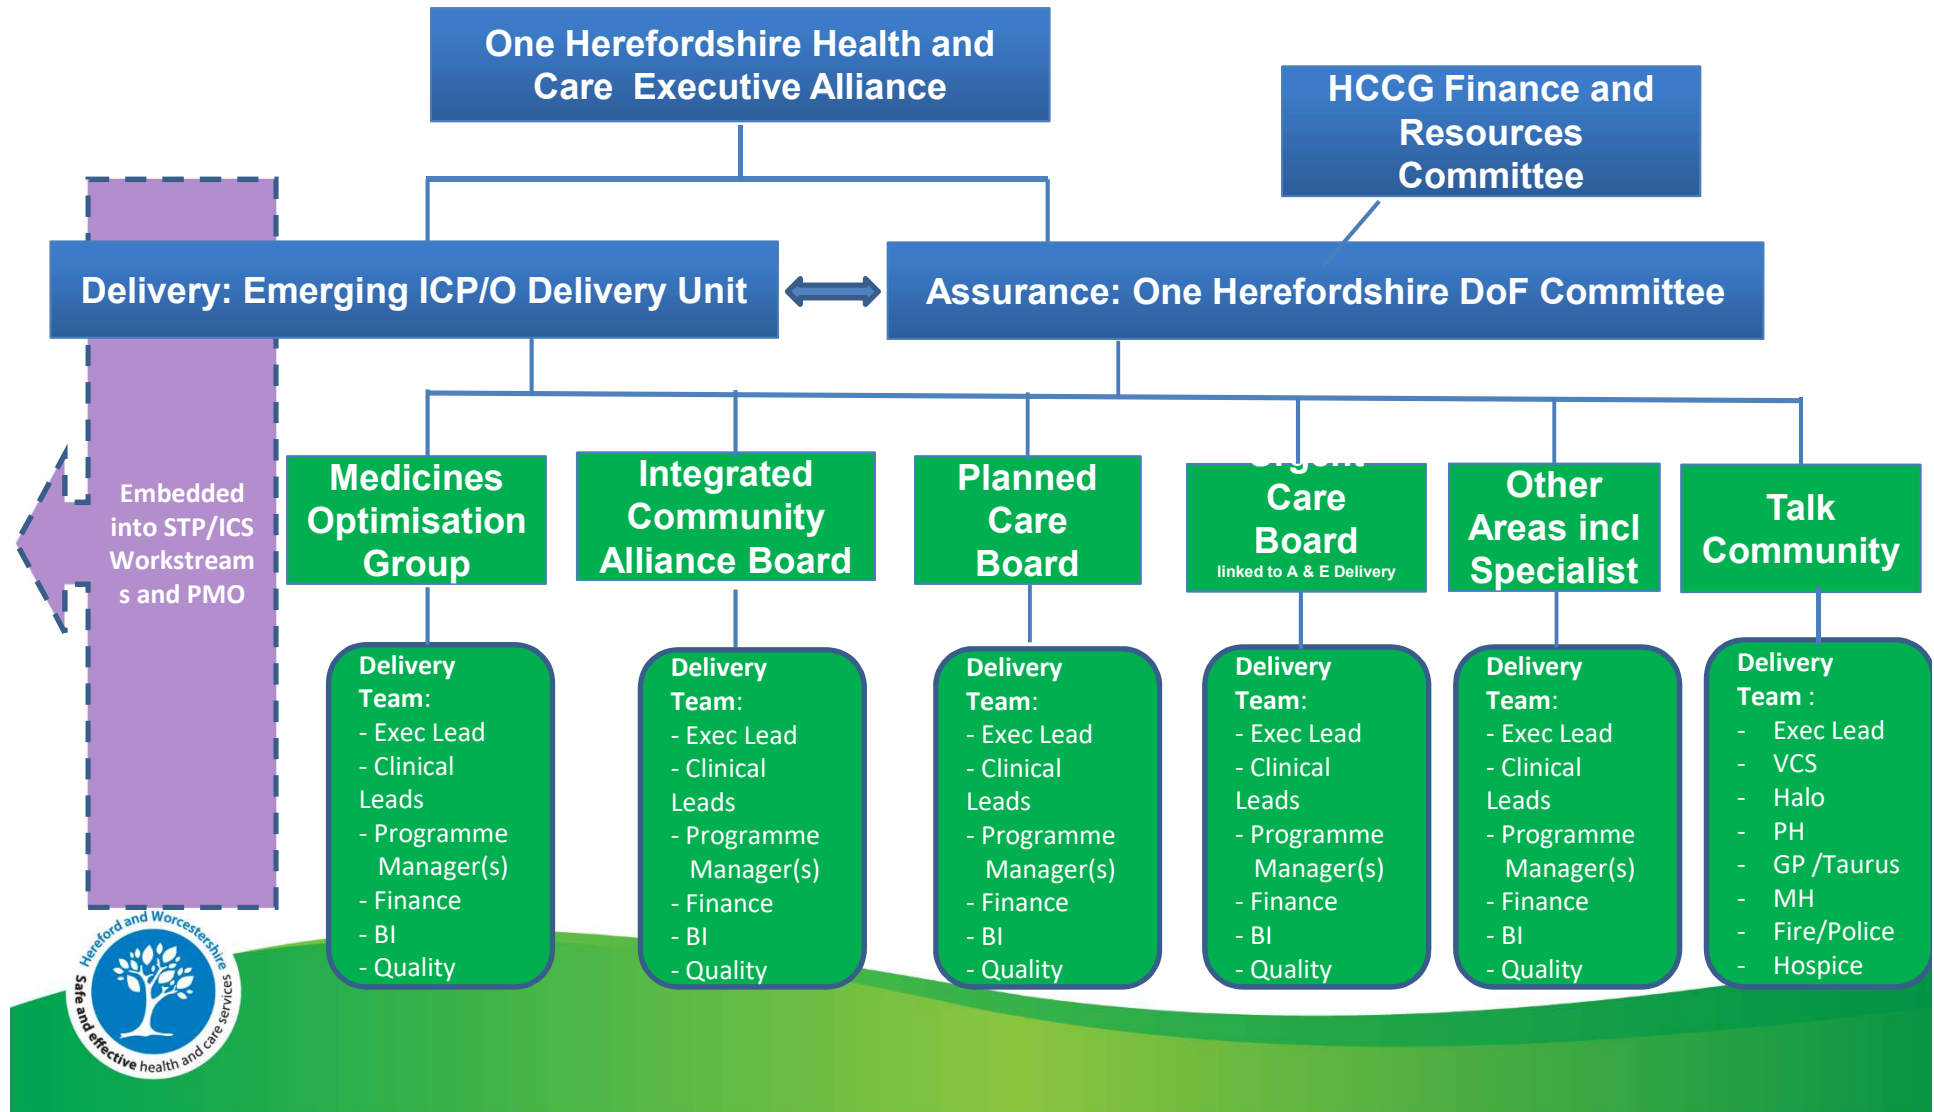 One Herefordshire Health and
Care Executive Alliance
HCCG Finance and
Resources
Committee
Delivery: Emerging ICP/O Delivery Unit
Assurance: One Herefordshire DoF Committee
Embedded
into STP/ICS
Workstream
s and PMO
Medicines
Optimisation
Group
Integrated
Community
Alliance Board
Planned
Care
Board
Urgent
Care
Board
linked to A & E Delivery
Other
Areas incl
Specialist
Talk
Community
Delivery
Team:
- Exec Lead
- Clinical
Leads
- Programme
Manager(s)
- Finance
- BI
- Quality
Delivery
Team:
- Exec Lead
- Clinical
Leads
- Programme
Manager(s)
- Finance
- BI
- Quality
Delivery
Team:
- Exec Lead
- Clinical
Leads
- Programme
Manager(s)
- Finance
- BI
- Quality
Delivery
Team:
- Exec Lead
- Clinical
Leads
- Programme
Manager(s)
- Finance
- BI
- Quality
Delivery
Team:
- Exec Lead
- Clinical
Leads
- Programme
Manager(s)
- Finance
- BI
- Quality
Delivery
Team :
- Exec Lead
- VCS
- Halo
- PH
- GP /Taurus
- MH
- Fire/Police
- Hospice
Hereford and Worcestershire
Safe and effective health and care services